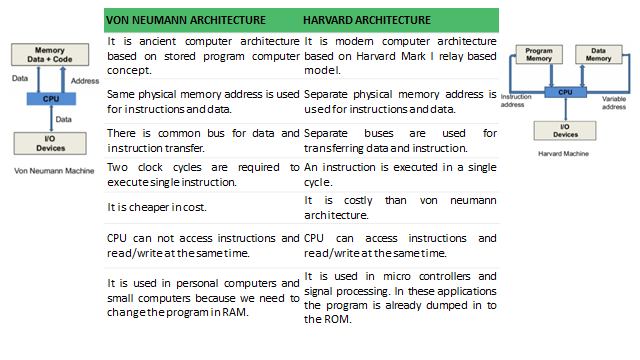 VON NEUMANN ARCHITECTURE
HARVARD ARCHITECTURE
It is ancient computer architecture
based on stored program computer
concept.
It is modern computer architecture
based on Harvard Mark I relay based
model.
Same physical memory address is used
for instructions and data.
Separate physical memory address is
used for instructions and data.
There is common bus for data and
instruction transfer.
Separate buses are used for
transferring data and instruction.
Two clock cycles are required to
execute single instruction.
An instruction is executed in a single
cycle.
It is cheaper in cost.
It is costly than von neumann
architecture.
CPU can not access instructions and
read/write at the same time.
CPU can access instructions and
read/write at the same time.
It is used in personal computers and
small computers because we need to
change the program in RAM.
It is used in micro controllers and
signal processing. In these applications
the program is already dumped in to
the ROM.
Memory
Data + Code
Data
Address
CPU
Data
I/O
Devices
Von Neumann Machine
Program
Memory
Data
Memory
Instruction
address
CPU
Variable
address
I/O
Devices
Harvard Machine